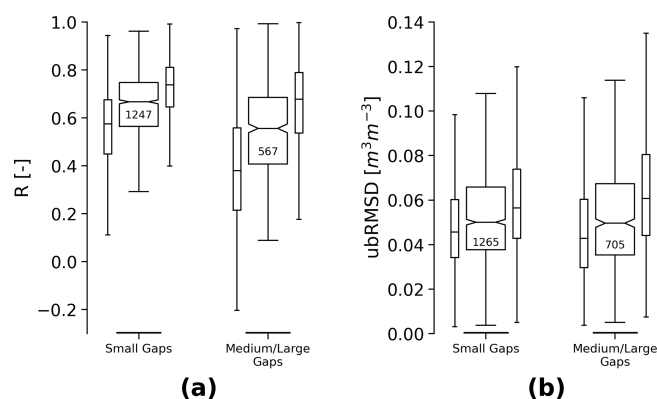 1.0
0.8
0.6
0.4
0.2
0.0
−0.2
R [-]
1247
567
Small Gaps
Medium/Large
Gaps
(a)
0.14
0.12
0.10
0.08
0.06
0.04
0.02
0.00
ubRMSD [m³m⁻³]
1265
705
Small Gaps
Medium/Large
Gaps
(b)